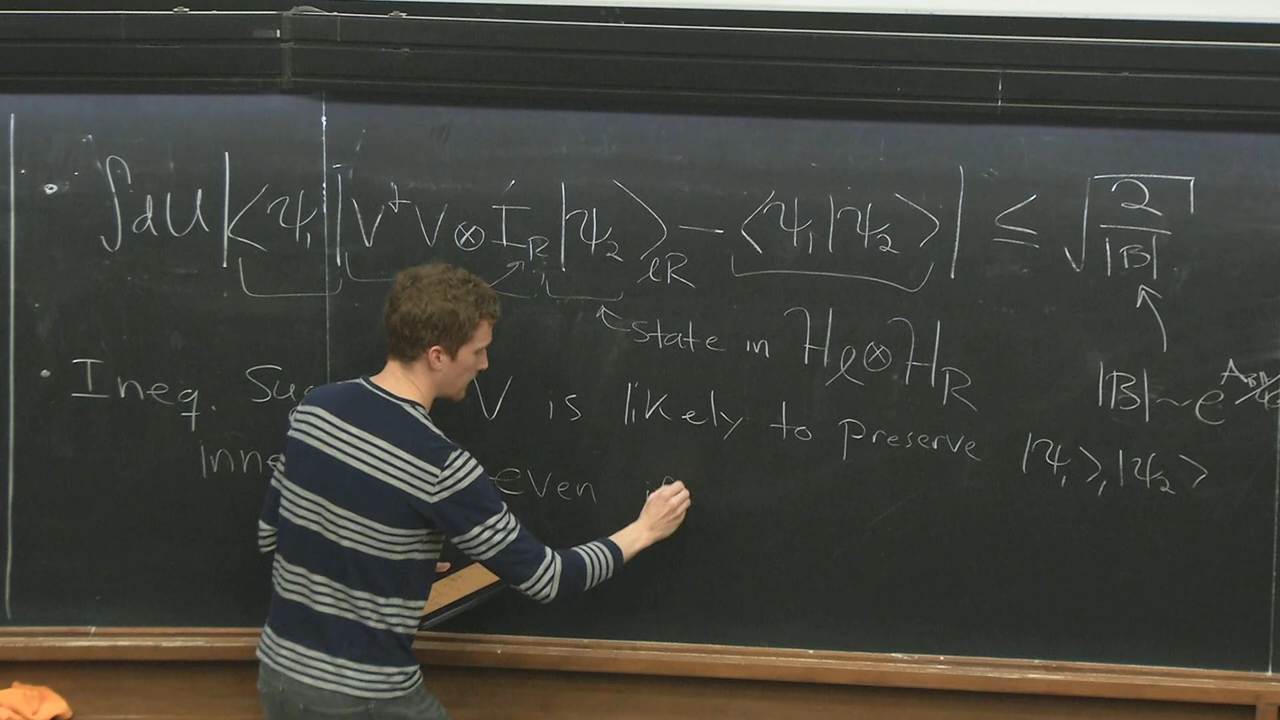 ∫dU|⟨ψ₁|V†V⊗I_R|ψ₂⟩_{ℓR} − ⟨ψ₁|ψ₂⟩| ≤ √(2/|B|)
state in H_ℓ⊗H_R
|B|~e^
• Ineq. V is likely to preserve |ψ₁⟩,|ψ₂⟩
even